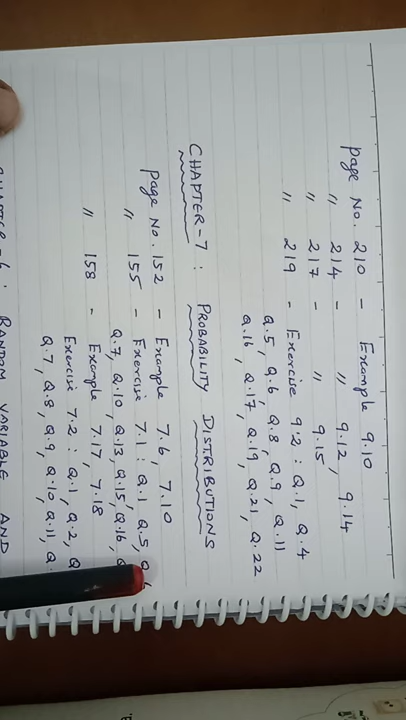 Page No. 210 - Example 9.10
" 214 - " 9.12, 9.14
" 217 - " 9.15
" 219 - Exercise 9.2 : Q.1, Q.4
Q.5, Q.6, Q.8, Q.9, Q.11
Q.16, Q.17, Q.19, Q.21, Q.22
CHAPTER-7 : PROBABILITY DISTRIBUTIONS
Page No. 152 - Example 7.6, 7.10
" 155 - Exercise 7.1 : Q.1, Q.5,
Q.7, Q.10, Q.13, Q.15, Q.16,
" 158 - Example 7.17, 7.18
Exercise 7.2 : Q.1, Q.2, Q
Q.7, Q.8, Q.9, Q.10, Q.11, Q.
CHAPTER-6 : RANDOM VARIABLE AND